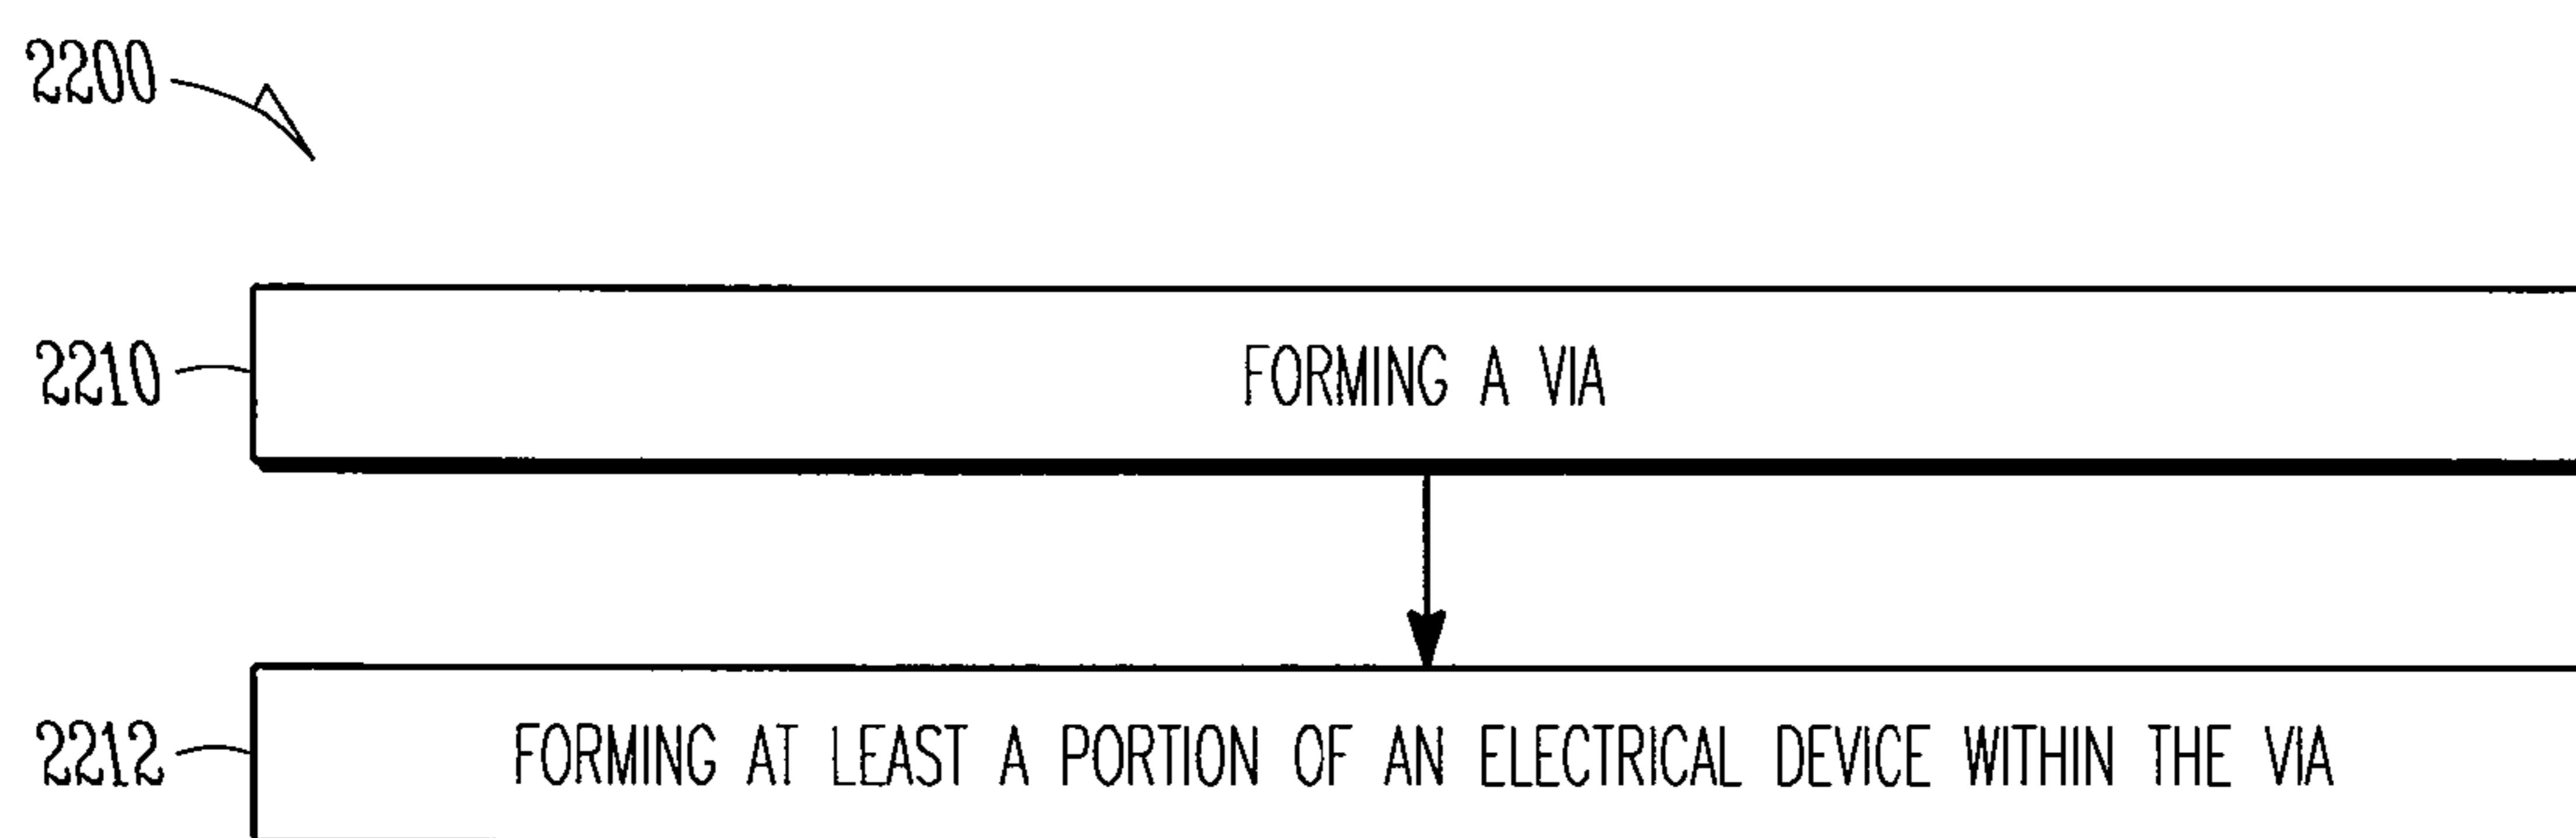 2200
2210 FORMING A VIA
2212 FORMING AT LEAST A PORTION OF AN ELECTRICAL DEVICE WITHIN THE VIA